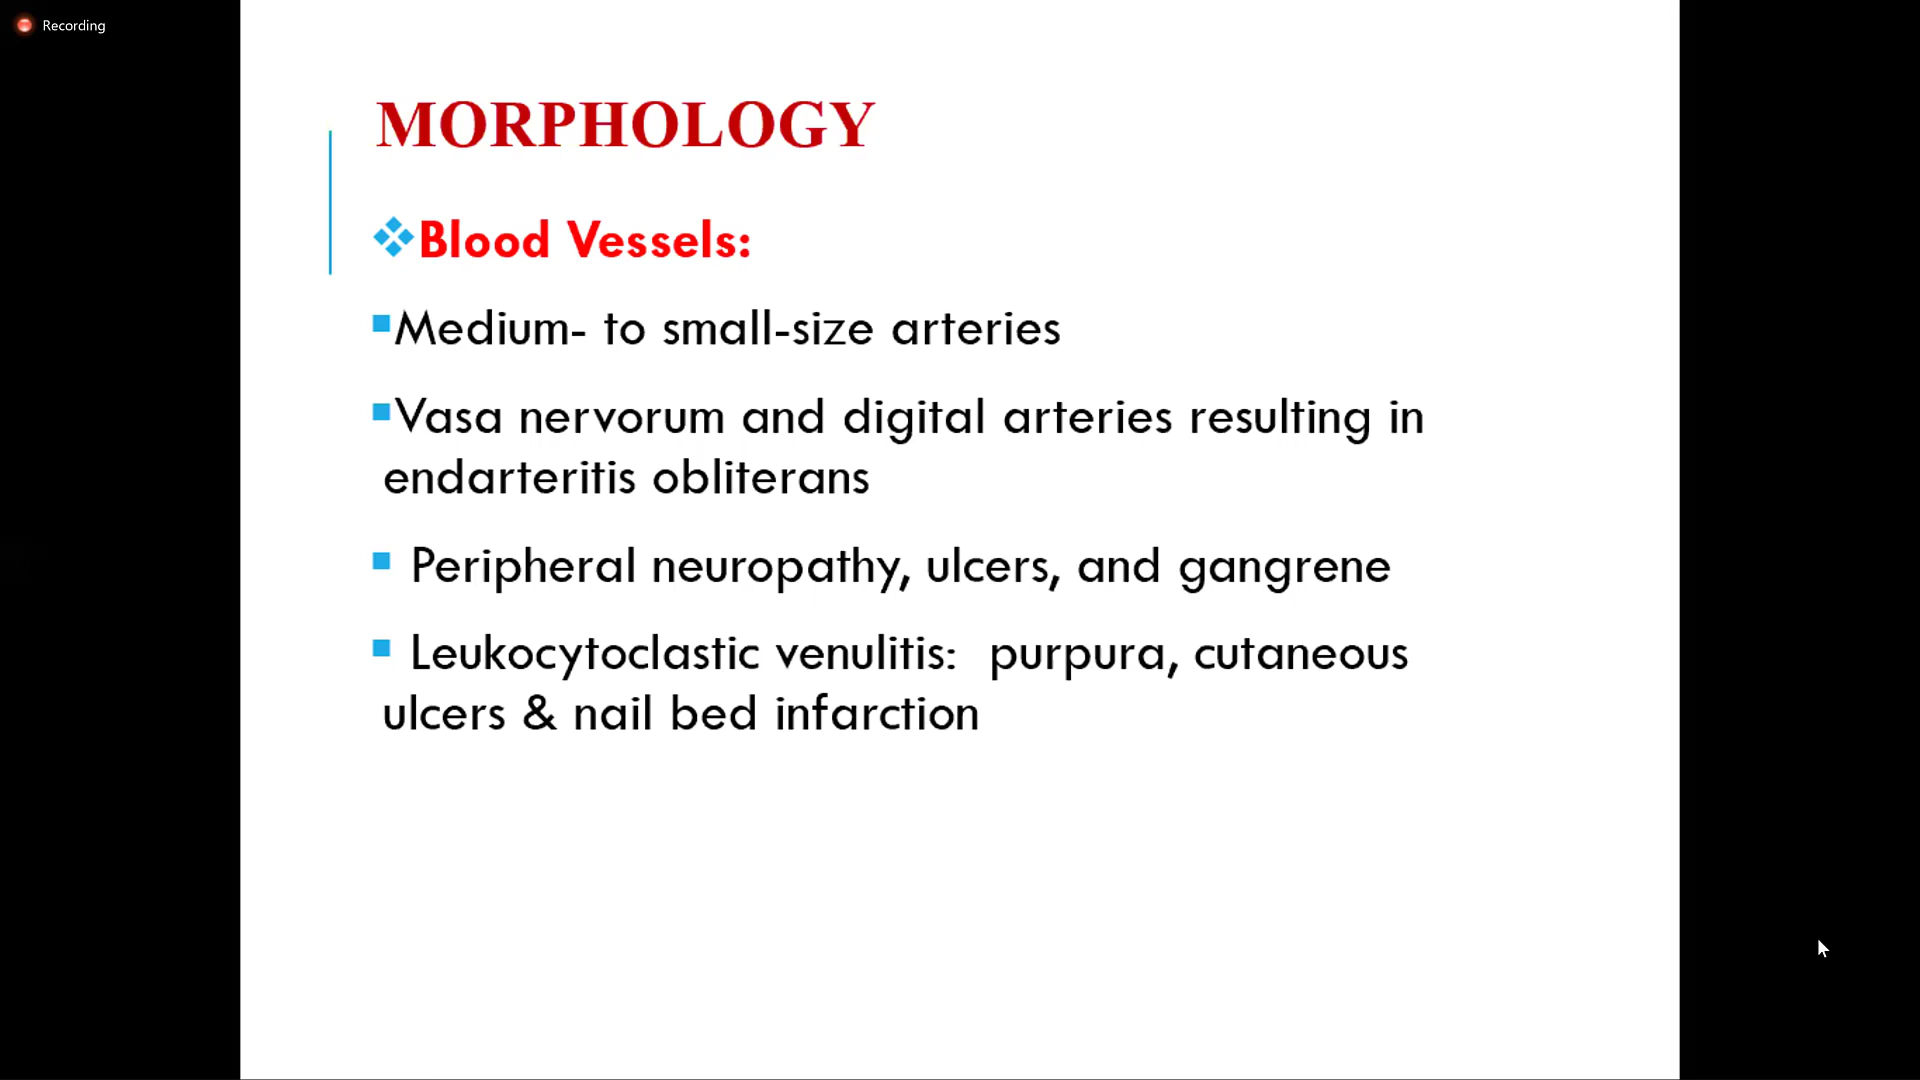 Recording
MORPHOLOGY
❖Blood Vessels:
▪Medium- to small-size arteries
▪Vasa nervorum and digital arteries resulting in
endarteritis obliterans
▪ Peripheral neuropathy, ulcers, and gangrene
▪ Leukocytoclastic venulitis:  purpura, cutaneous
ulcers & nail bed infarction